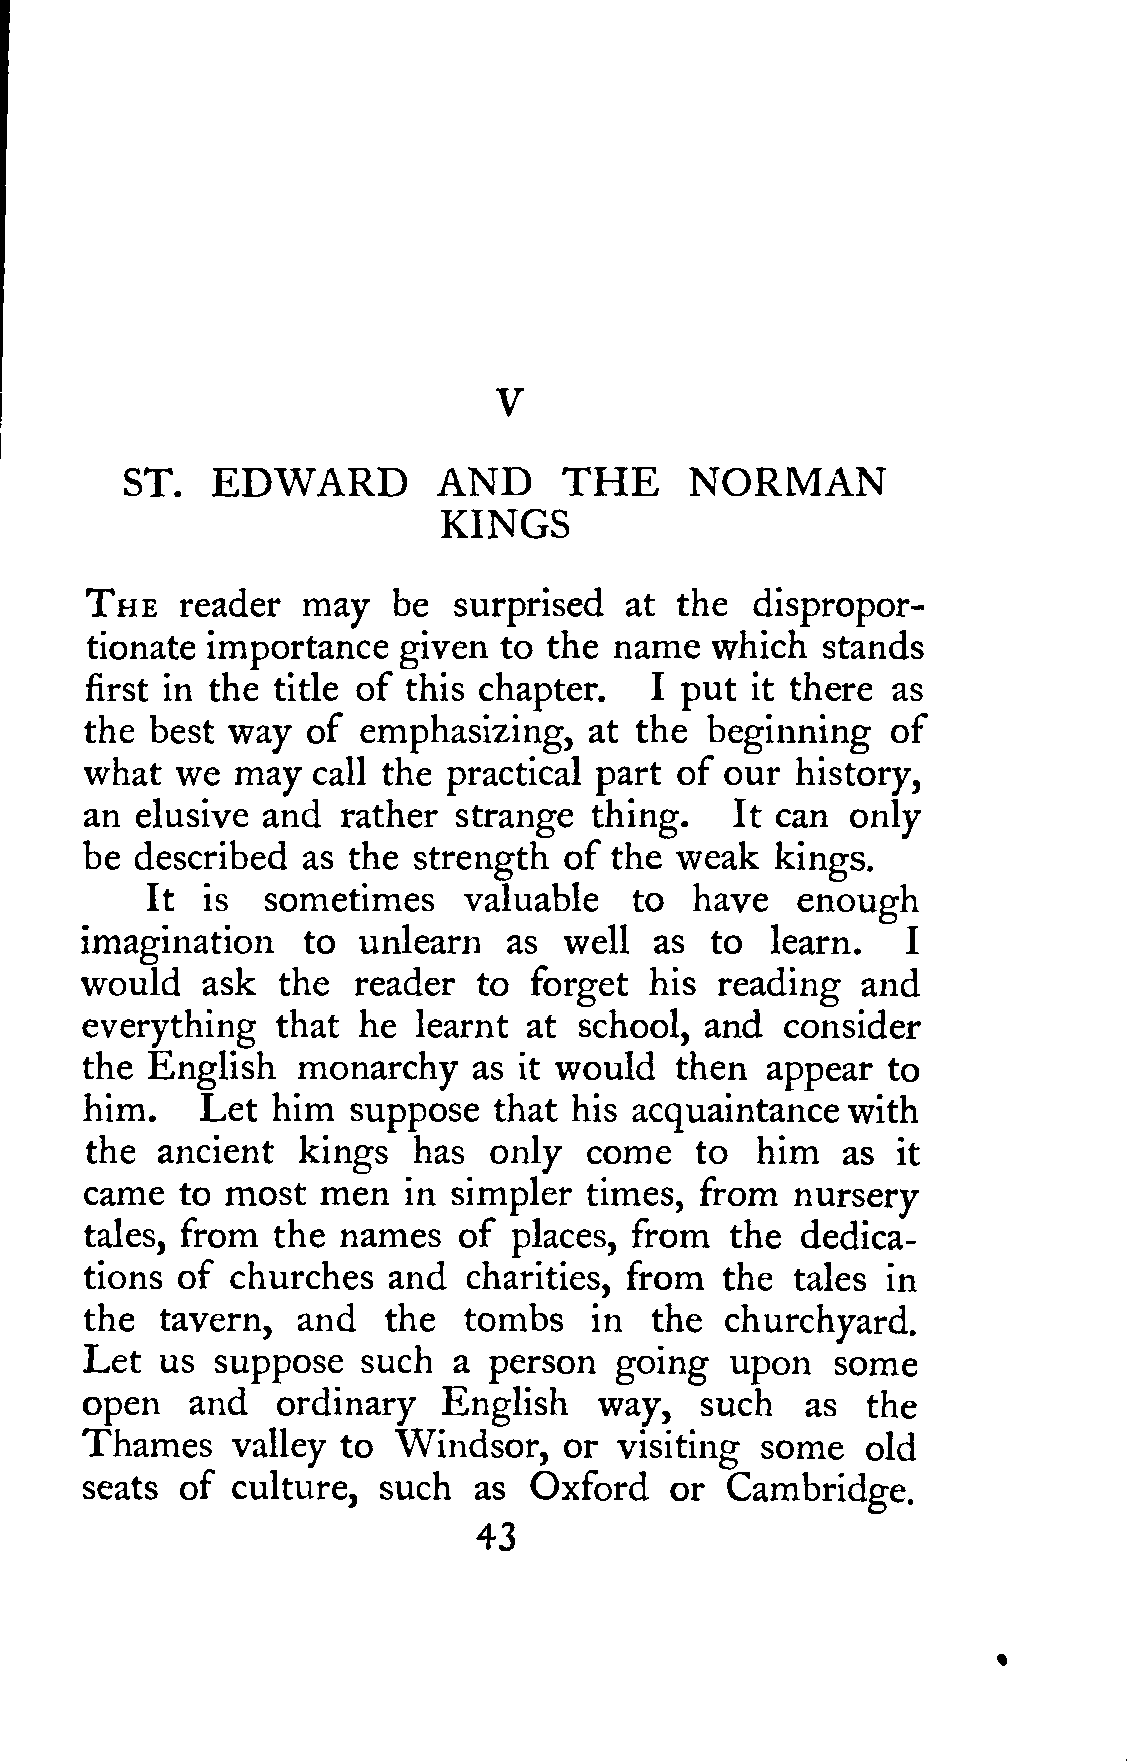 V
ST. EDWARD AND THE NORMAN
KINGS
THE reader may be surprised at the dispropor-
tionate importance given to the name which stands
first in the title of this chapter. I put it there as
the best way of emphasizing, at the beginning of
what we may call the practical part of our history,
an elusive and rather strange thing. It can only
be described as the strength of the weak kings.
It is sometimes valuable to have enough
imagination to unlearn as well as to learn. I
would ask the reader to forget his reading and
everything that he learnt at school, and consider
the English monarchy as it would then appear to
him. Let him suppose that his acquaintance with
the ancient kings has only come to him as it
came to most men in simpler times, from nursery
tales, from the names of places, from the dedica-
tions of churches and charities, from the tales in
the tavern, and the tombs in the churchyard.
Let us suppose such a person going upon some
open and ordinary English way, such as the
Thames valley to Windsor, or visiting some old
seats of culture, such as Oxford or Cambridge.
43